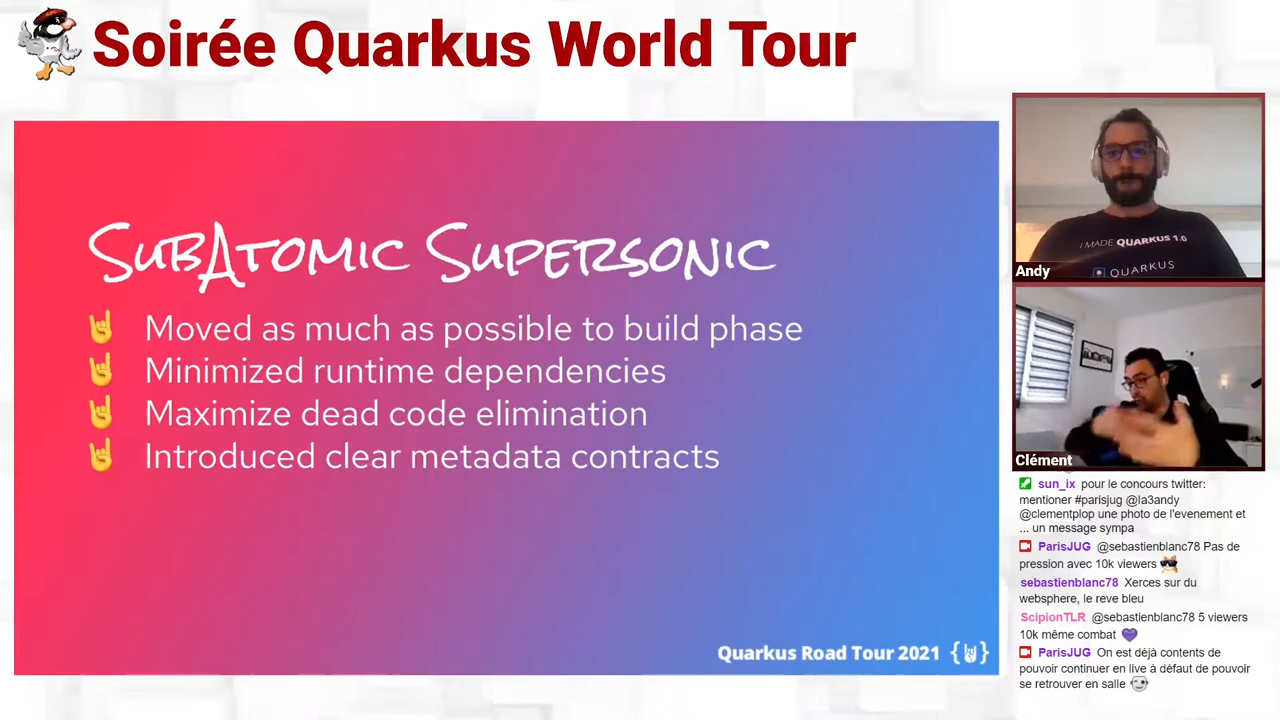 Soirée Quarkus World Tour
SubAtomic Supersonic
Moved as much as possible to build phase
Minimized runtime dependencies
Maximize dead code elimination
Introduced clear metadata contracts
Quarkus Road Tour 2021
I MADE QUARKUS 1.0
QUARKUS
Andy
Clément
sun_ix pour le concours twitter:
mentioner #parisjug @la3andy
@clementplop une photo de l'evenement et
... un message sympa
ParisJUG @sebastienblanc78 Pas de
pression avec 10k viewers
sebastienblanc78 Xerces sur du
websphere, le reve bleu
ScipionTLR @sebastienblanc78 5 viewers
10k même combat
ParisJUG On est déjà contents de
pouvoir continuer en live à défaut de pouvoir
se retrouver en salle